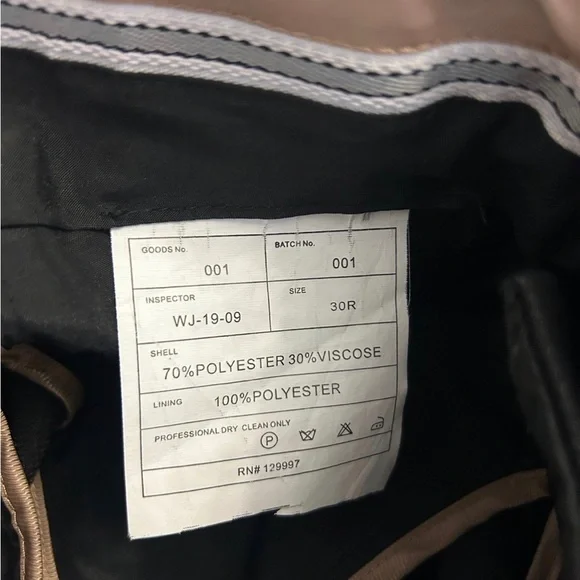 GOODS No. BATCH No.
001 001
INSPECTOR SIZE
WJ-19-09 30R
SHELL
70%POLYESTER 30%VISCOSE
LINING 100%POLYESTER
PROFESSIONAL DRY CLEAN ONLY
P
RN# 129997